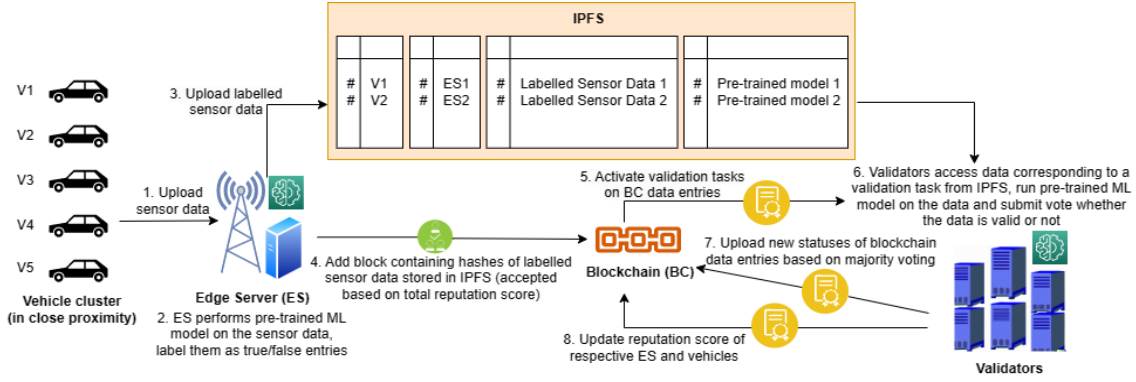 IPFS
# V1 # ES1 # Labelled Sensor Data 1 # Pre-trained model 1
# V2 # ES2 # Labelled Sensor Data 2 # Pre-trained model 2
V1
V2
V3
V4
V5
Vehicle cluster
(in close proximity)
1. Upload
sensor data
3. Upload labelled
sensor data
Edge Server (ES)
2. ES performs pre-trained ML
model on the sensor data,
label them as true/false entries
4. Add block containing hashes of labelled
sensor data stored in IPFS (accepted
based on total reputation score)
5. Activate validation tasks
on BC data entries
Blockchain (BC)
6. Validators access data corresponding to a
validation task from IPFS, run pre-trained ML
model on the data and submit vote whether
the data is valid or not
7. Upload new statuses of blockchain
data entries based on majority voting
8. Update reputation score of
respective ES and vehicles
Validators